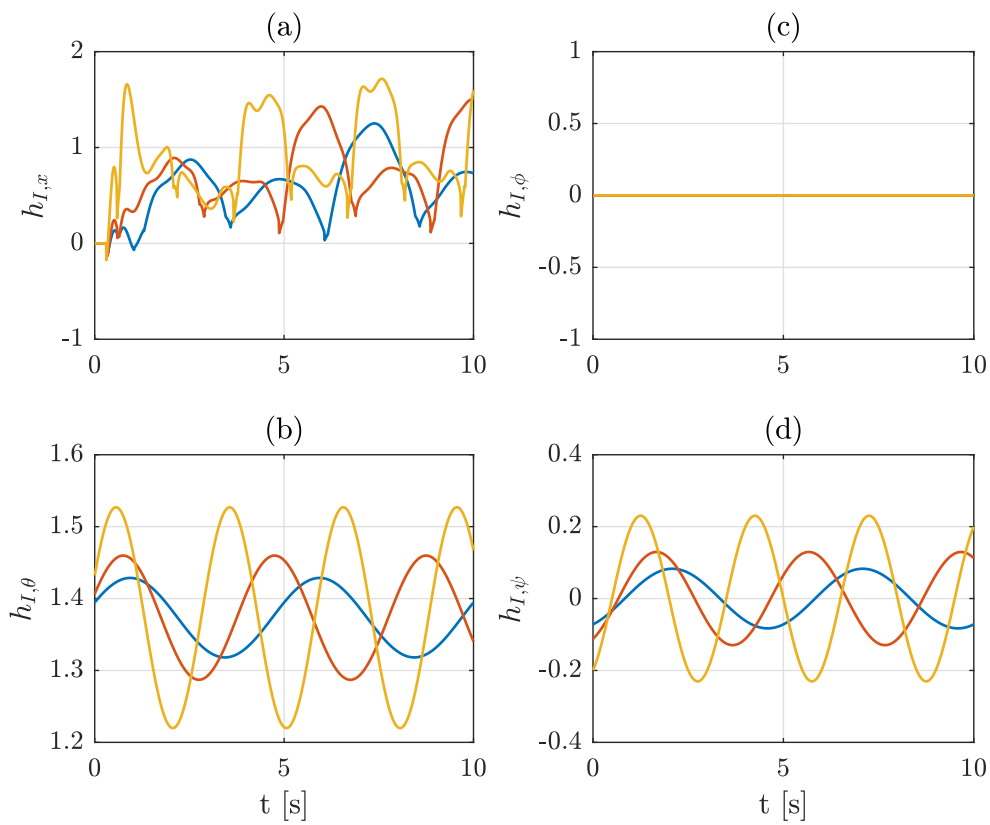 (a)
2
1
0
-1
h_{I,x}
0 5 10
(c)
1
0.5
0
-0.5
-1
h_{I,ϕ}
0 5 10
(b)
1.6
1.5
1.4
1.3
1.2
h_{I,θ}
0 5 10
t [s]
(d)
0.4
0.2
0
-0.2
-0.4
h_{I,ψ}
0 5 10
t [s]